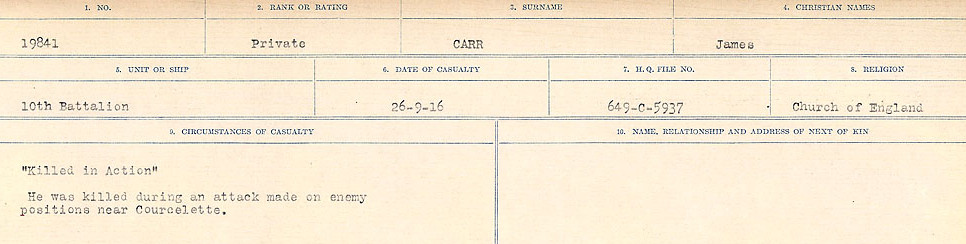 1. NO. 2. RANK OR RATING 3. SURNAME 4. CHRISTIAN NAMES
19841 Private CARR James
5. UNIT OR SHIP 6. DATE OF CASUALTY 7. H.Q. FILE NO. 8. RELIGION
10th Battalion 26-9-16 649-C-5937 Church of England
9. CIRCUMSTANCES OF CASUALTY 10. NAME, RELATIONSHIP AND ADDRESS OF NEXT OF KIN
"Killed in Action"
He was killed during an attack made on enemy
positions near Courcelette.